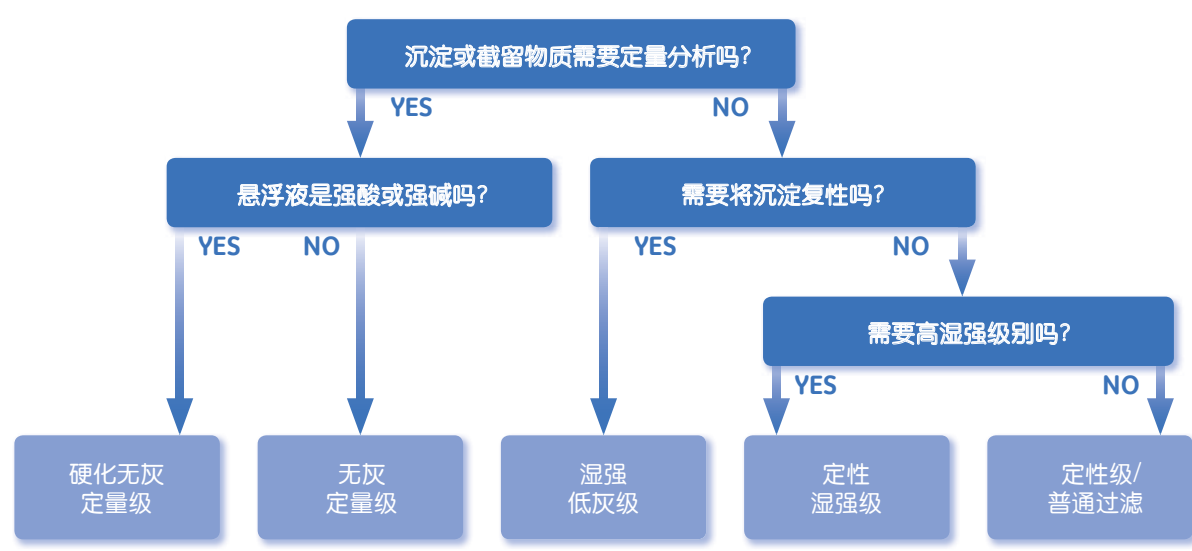 沉淀或截留物质需要定量分析吗?
YES
NO
悬浮液是强酸或强碱吗?
需要将沉淀复性吗?
YES
NO
YES
NO
需要高湿强级别吗?
YES
NO
硬化无灰
定量级
无灰
定量级
湿强
低灰级
定性
湿强级
定性级/
普通过滤